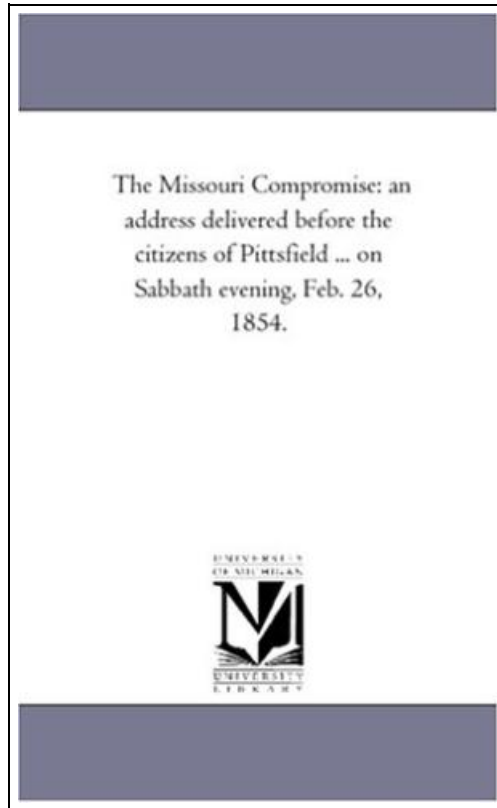 The Missouri Compromise: an
address delivered before the
citizens of Pittsfield ... on
Sabbath evening, Feb. 26,
1854.
UNIVERSITY
OF MICHIGAN
UNIVERSITY
LIBRARY